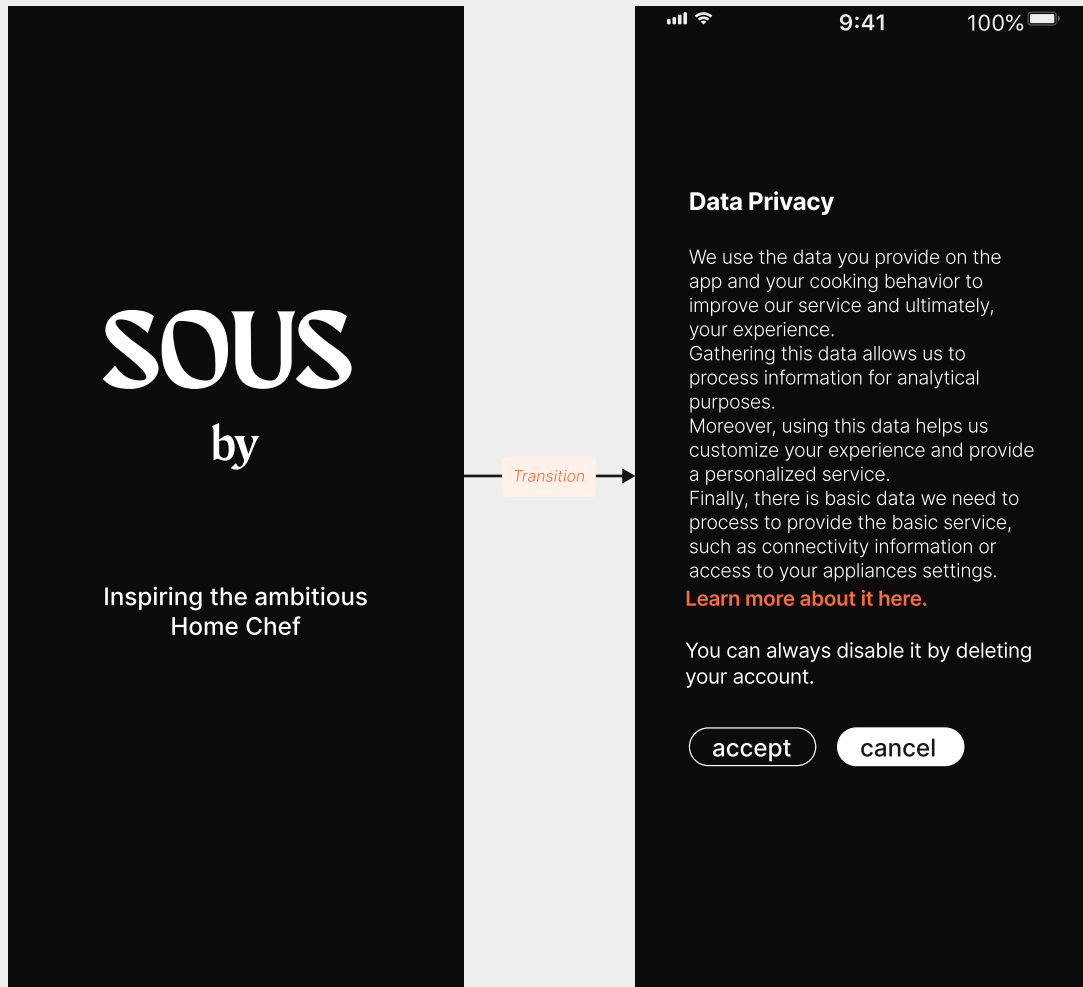 SOUS
by
Inspiring the ambitious
Home Chef
Transition
9:41
100%
Data Privacy
We use the data you provide on the
app and your cooking behavior to
improve our service and ultimately,
your experience.
Gathering this data allows us to
process information for analytical
purposes.
Moreover, using this data helps us
customize your experience and provide
a personalized service.
Finally, there is basic data we need to
process to provide the basic service,
such as connectivity information or
access to your appliances settings.
Learn more about it here.
You can always disable it by deleting
your account.
accept
cancel